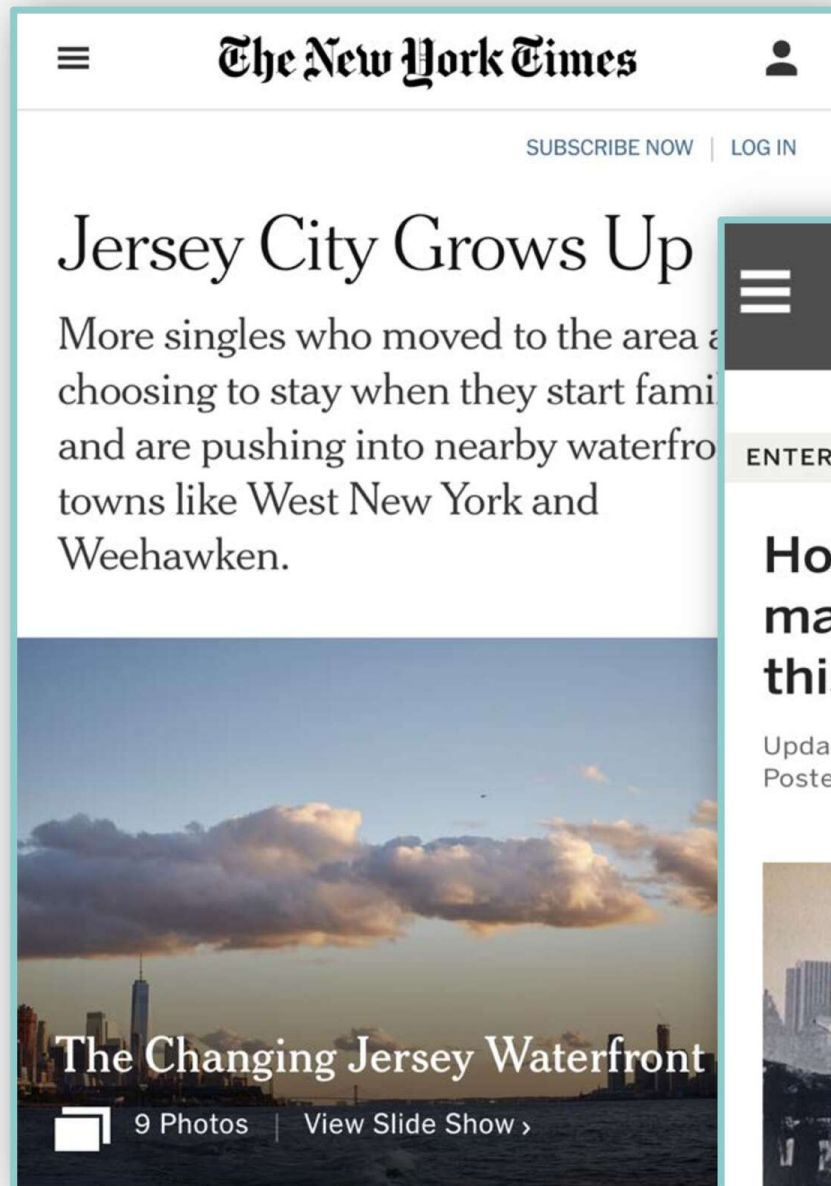 The New York Times
SUBSCRIBE NOW | LOG IN
Jersey City Grows Up
More singles who moved to the area
choosing to stay when they start
and are pushing into nearby
towns like West New York and
Weehawken.
The Changing Jersey Waterfront
9 Photos | View Slide Show ›